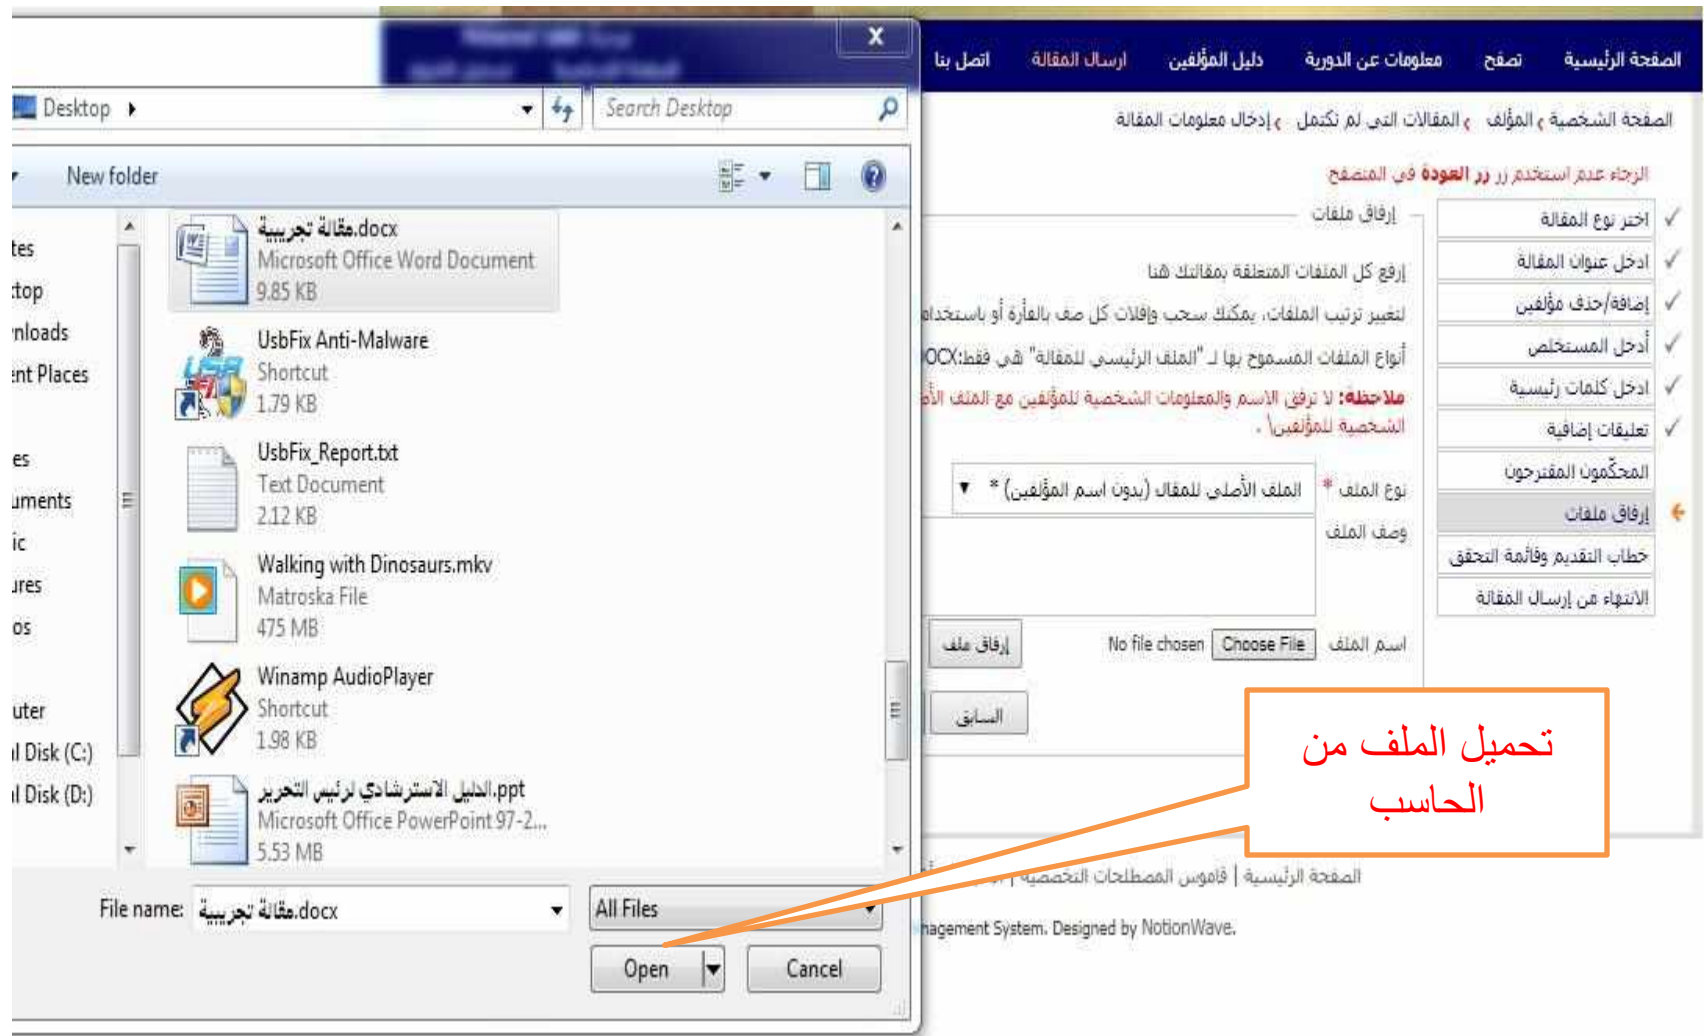 الصفحة الرئيسية تصفح معلومات عن الدورية دليل المؤلفين ارسال المقالة اتصل بنا
الصفحة الشخصية المؤلف المقالات التي لم تكتمل إدخال معلومات المقالة
الرجاء عدم استخدم زر زر العودة في المتصفح
اختر نوع المقالة
ادخل عنوان المقالة
إضافة/حذف مؤلفين
أدخل المستخلص
ادخل كلمات رئيسية
تعليقات إضافية
المحكّمون المقترحون
إرفاق ملفات
خطاب التقديم وقائمة التحقق
الانتهاء من إرسال المقالة
إرفاق ملفات
إرفع كل الملفات المتعلقة بمقالتك هنا
لتغيير ترتيب الملفات، يمكنك سحب وإفلات كل صف بالفأرة أو
أنواع الملفات المسموح بها لـ "الملف الرئيسي للمقالة" هي فقط:
ملاحظة: لا ترفق الاسم والمعلومات الشخصية للمؤلفين مع الملف
الشخصية للمؤلفين\ .
نوع الملف * الملف الأصلي للمقال (بدون اسم المؤلفين) *
وصف الملف
اسم الملف Choose File No file chosen إرفاق ملف
السابق
تحميل الملف من
الحاسب
الصفحة الرئيسية | قاموس المصطلحات التخصصية |
System. Designed by NotionWave.
X
Desktop
Search Desktop
New folder
مقالة تجريبية.docx
Microsoft Office Word Document
9.85 KB
UsbFix Anti-Malware
Shortcut
1.79 KB
UsbFix_Report.txt
Text Document
2.12 KB
Walking with Dinosaurs.mkv
Matroska File
475 MB
Winamp AudioPlayer
Shortcut
1.98 KB
الدليل الاسترشادي لرئيس التحرير.ppt
Microsoft Office PowerPoint 97-2...
5.53 MB
tes
top
nloads
ent Places
es
uments
ic
ures
os
uter
l Disk (C:)
l Disk (D:)
File name: مقالة تجريبية.docx
All Files
Open
Cancel